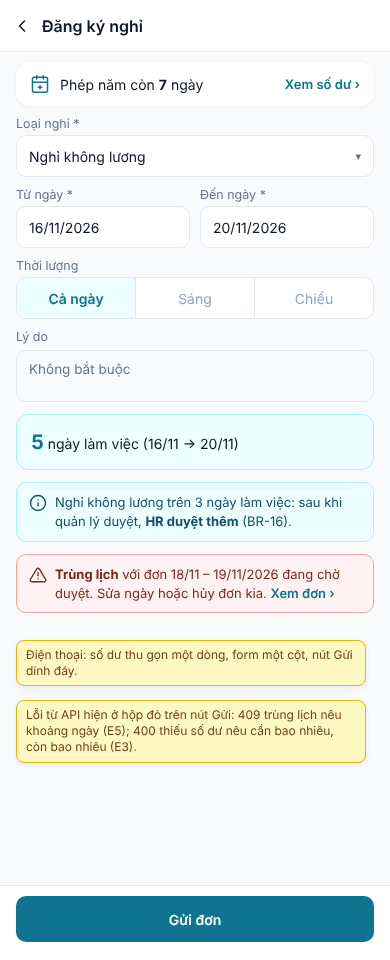 Đăng ký nghỉ
Phép năm còn 7 ngày
Xem số dư ›
Loại nghỉ *
Nghỉ không lương
Từ ngày *
Đến ngày *
16/11/2026
20/11/2026
Thời lượng
Cả ngày
Sáng
Chiều
Lý do
Không bắt buộc
5 ngày làm việc (16/11 → 20/11)
Nghỉ không lương trên 3 ngày làm việc: sau khi
quản lý duyệt, HR duyệt thêm (BR-16).
Trùng lịch với đơn 18/11 – 19/11/2026 đang chờ
duyệt. Sửa ngày hoặc hủy đơn kia. Xem đơn ›
Điện thoại: số dư thu gọn một dòng, form một cột, nút Gửi
dính đáy.
Lỗi từ API hiện ở hộp đỏ trên nút Gửi: 409 trùng lịch nêu
khoảng ngày (E5); 400 thiếu số dư nêu cần bao nhiêu,
còn bao nhiêu (E3).
Gửi đơn